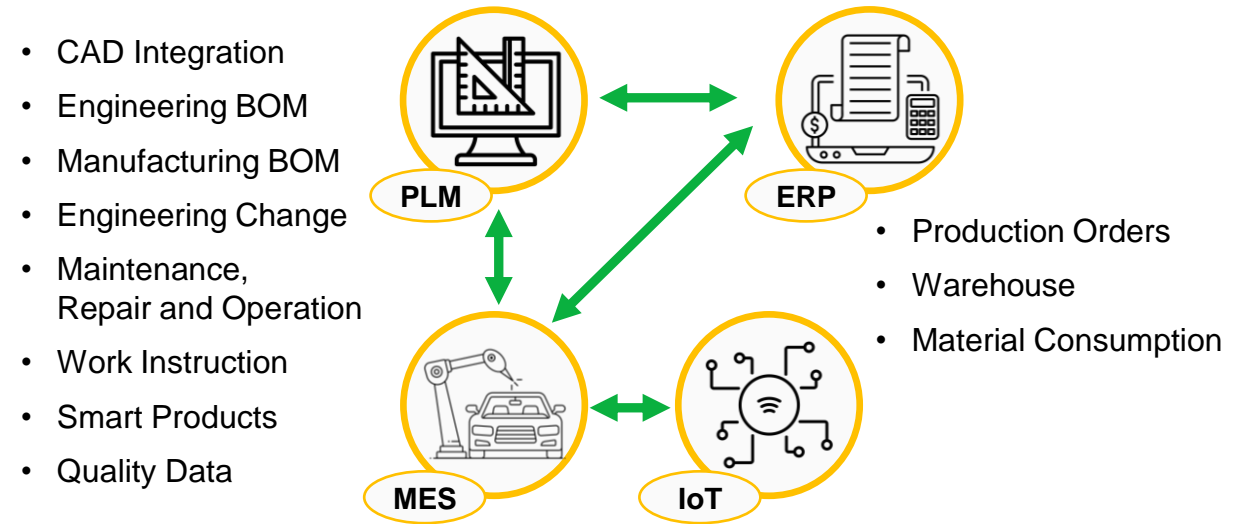 • CAD Integration
• Engineering BOM
• Manufacturing BOM
• Engineering Change
• Maintenance,
Repair and Operation
• Work Instruction
• Smart Products
• Quality Data
PLM
$
ERP
• Production Orders
• Warehouse
• Material Consumption
MES
IoT